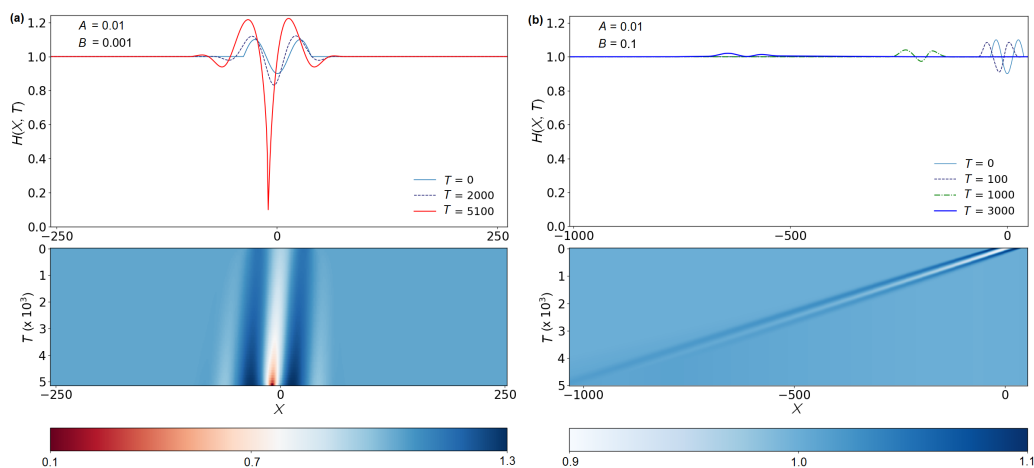 (a)
A = 0.01
B = 0.001
1.2
1.0
0.8
0.6
0.4
0.2
0.0
H(X, T)
T = 0
T = 2000
T = 5100
−250
0
250
0
1
2
3
4
5
T (x 10³)
−250
0
250
X
0.1
0.7
1.3
(b)
A = 0.01
B = 0.1
1.2
1.0
0.8
0.6
0.4
0.2
0.0
H(X, T)
T = 0
T = 100
T = 1000
T = 3000
−1000
−500
0
0
1
2
3
4
5
T (x 10³)
−1000
−500
0
X
0.9
1.0
1.1